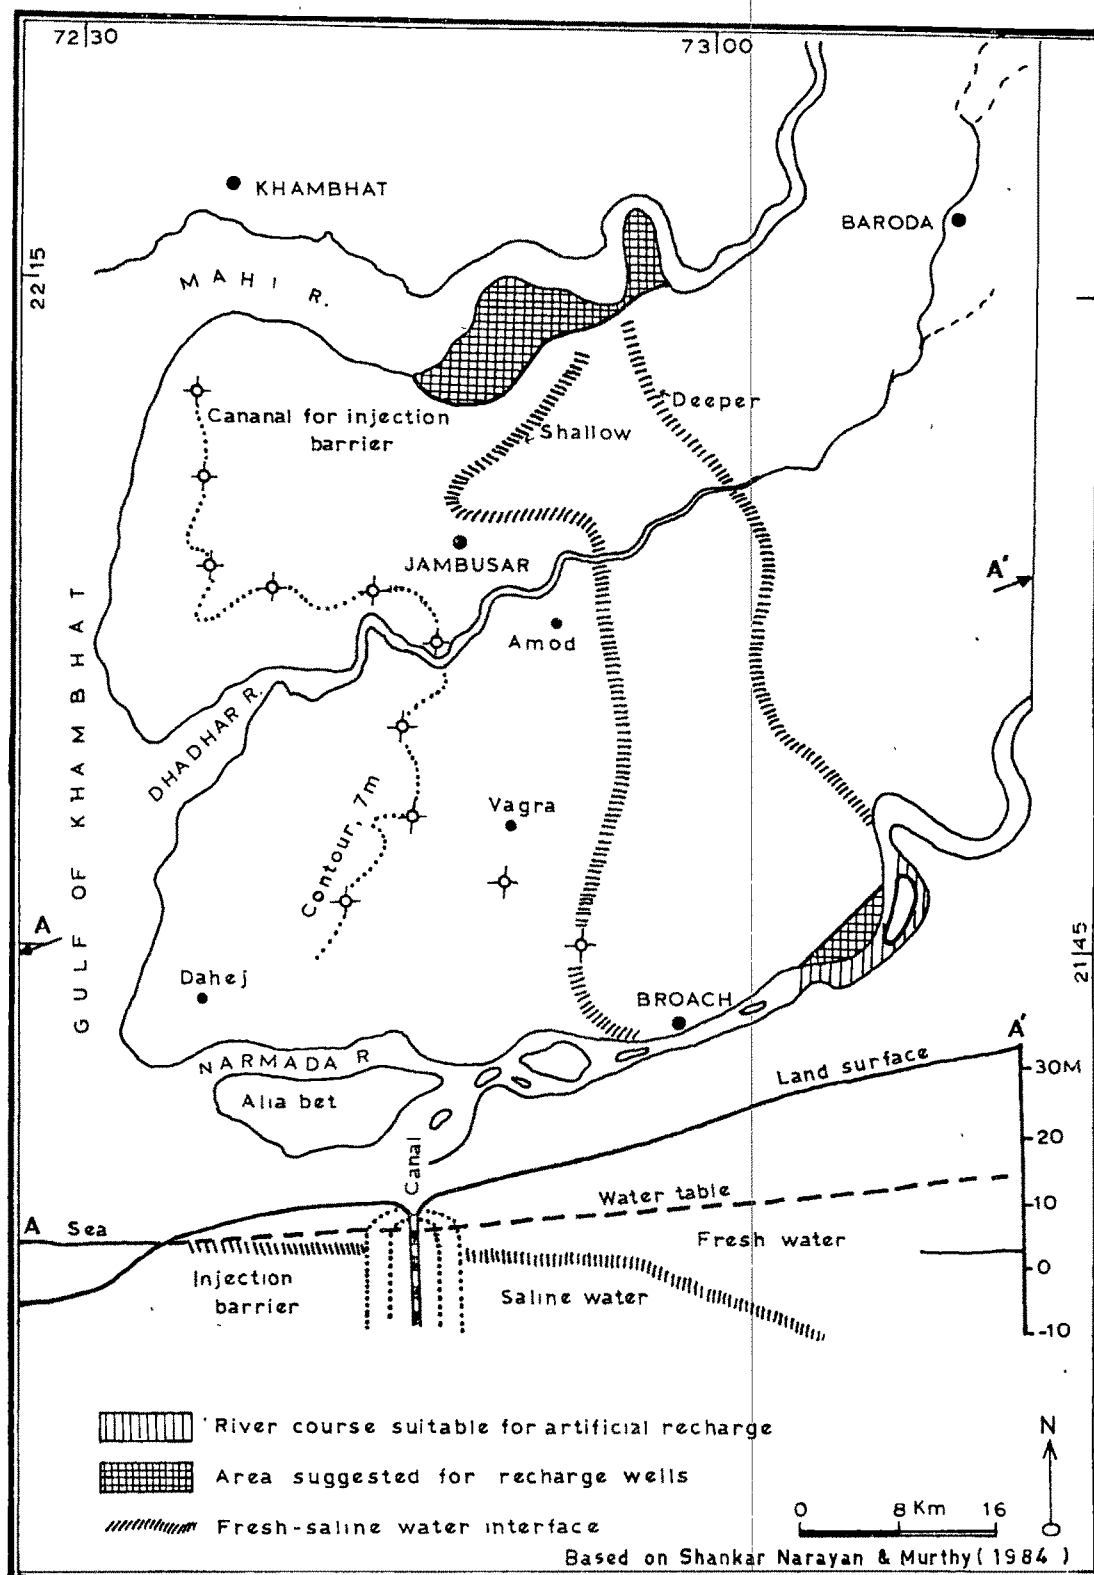 72|30
73|00
KHAMBHAT
BARODA
22|15
MAHI R.
Deeper
Cananal for injection
barrier
Shallow
JAMBUSAR
A'
Amod
GULF OF KHAMBHAT
DHADHAR R.
Contour, 7m
Vagra
A
21|45
Dahej
BROACH
A'
NARMADA R
Land surface
30M
Alia bet
20
Canal
Water table
10
A Sea
Fresh water
0
Injection
barrier
Saline water
-10
River course suitable for artificial recharge
N
Area suggested for recharge wells
0 8 Km 16
Fresh-saline water interface
Based on Shankar Narayan & Murthy (1984)